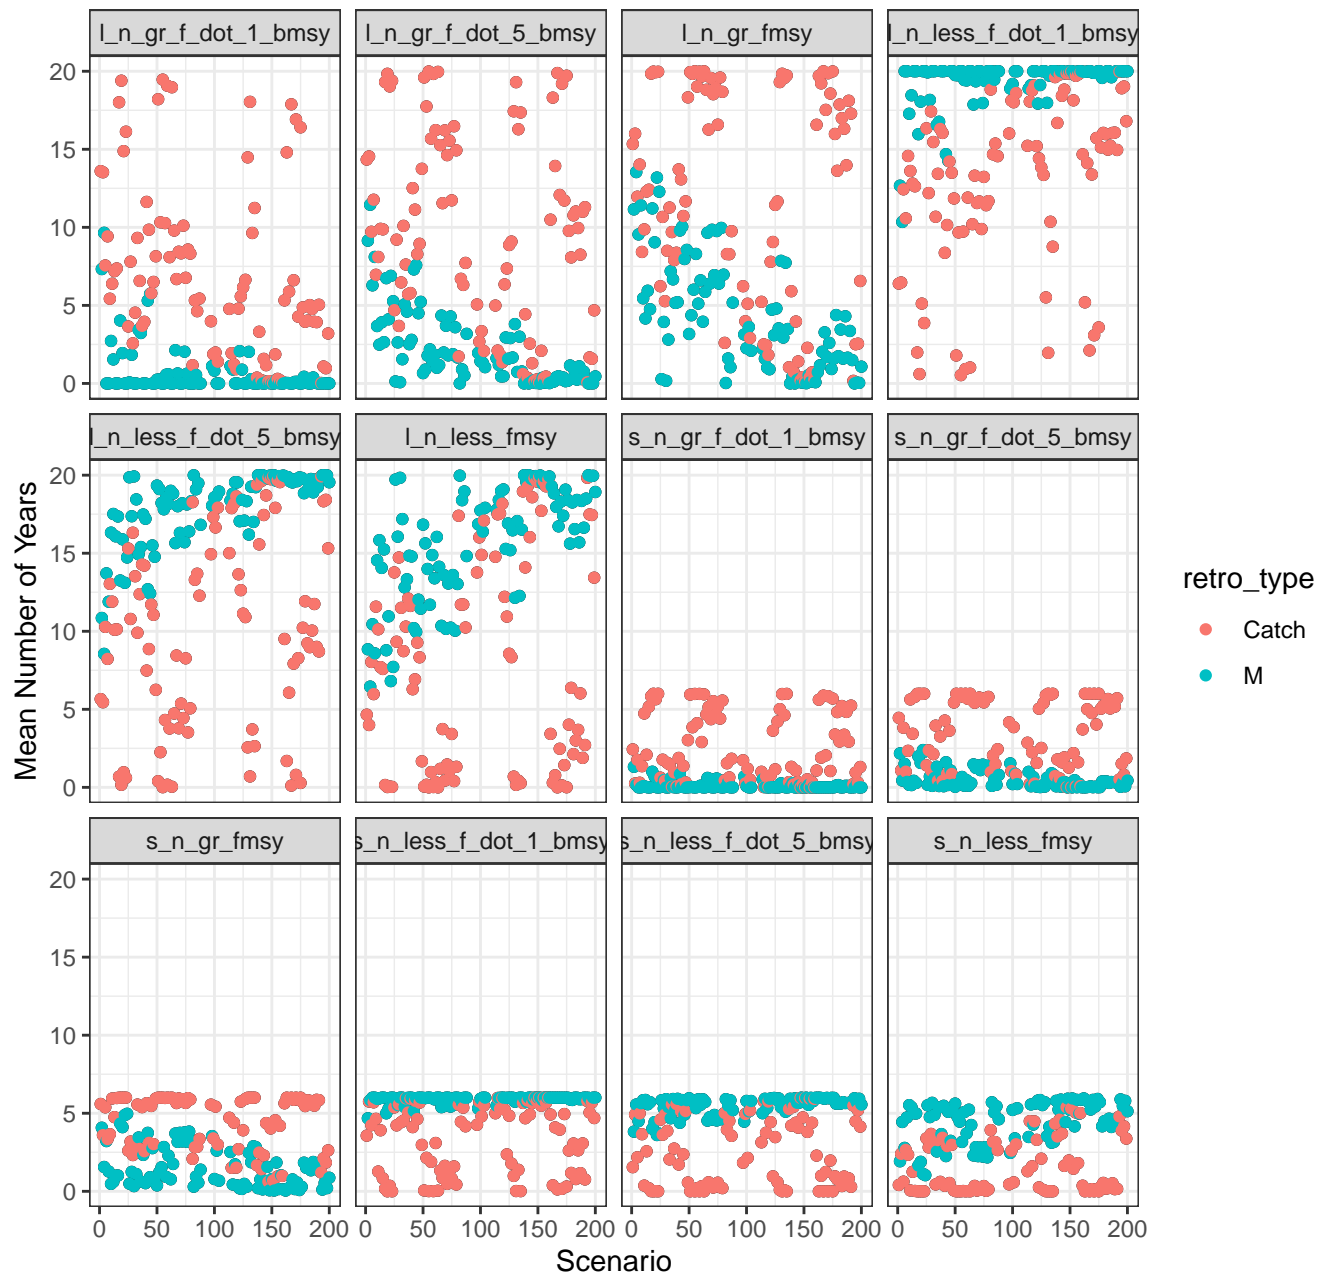 l_n_gr_f_dot_1_bmsy
l_n_gr_f_dot_5_bmsy
l_n_gr_fmsy
l_n_less_f_dot_1_bmsy
20
15
10
5
0
l_n_less_f_dot_5_bmsy
l_n_less_fmsy
s_n_gr_f_dot_1_bmsy
s_n_gr_f_dot_5_bmsy
20
15
10
5
0
s_n_gr_fmsy
s_n_less_f_dot_1_bmsy
s_n_less_f_dot_5_bmsy
s_n_less_fmsy
20
15
10
5
0
0 50 100 150 200
0 50 100 150 200
0 50 100 150 200
0 50 100 150 200
Scenario
Mean Number of Years
retro_type
Catch
M